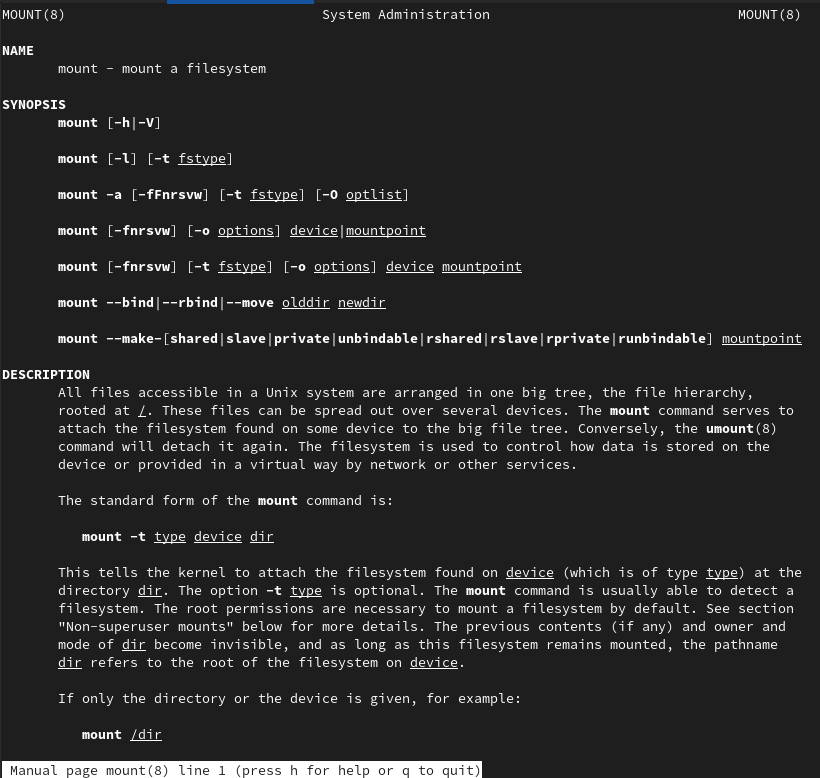 MOUNT(8) System Administration MOUNT(8)
NAME
mount - mount a filesystem
SYNOPSIS
mount [-h|-V]
mount [-l] [-t fstype]
mount -a [-fFnrsvw] [-t fstype] [-O optlist]
mount [-fnrsvw] [-o options] device|mountpoint
mount [-fnrsvw] [-t fstype] [-o options] device mountpoint
mount --bind|--rbind|--move olddir newdir
mount --make-[shared|slave|private|unbindable|rshared|rslave|rprivate|runbindable] mountpoint
DESCRIPTION
All files accessible in a Unix system are arranged in one big tree, the file hierarchy,
rooted at /. These files can be spread out over several devices. The mount command serves to
attach the filesystem found on some device to the big file tree. Conversely, the umount(8)
command will detach it again. The filesystem is used to control how data is stored on the
device or provided in a virtual way by network or other services.
The standard form of the mount command is:
mount -t type device dir
This tells the kernel to attach the filesystem found on device (which is of type type) at the
directory dir. The option -t type is optional. The mount command is usually able to detect a
filesystem. The root permissions are necessary to mount a filesystem by default. See section
"Non-superuser mounts" below for more details. The previous contents (if any) and owner and
mode of dir become invisible, and as long as this filesystem remains mounted, the pathname
dir refers to the root of the filesystem on device.
If only the directory or the device is given, for example:
mount /dir
Manual page mount(8) line 1 (press h for help or q to quit)